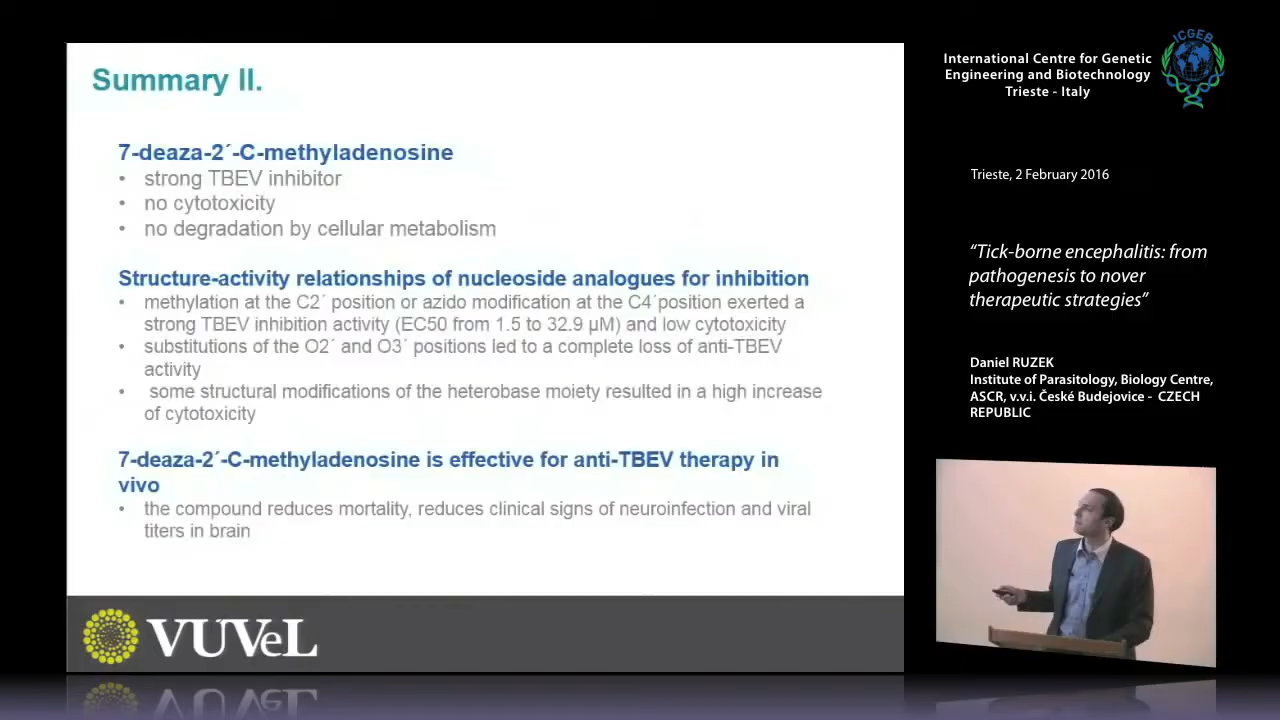 Summary II.
7-deaza-2´-C-methyladenosine
• strong TBEV inhibitor
• no cytotoxicity
• no degradation by cellular metabolism
Structure-activity relationships of nucleoside analogues for inhibition
• methylation at the C2´ position or azido modification at the C4´position exerted a
strong TBEV inhibition activity (EC50 from 1.5 to 32.9 µM) and low cytotoxicity
• substitutions of the O2´ and O3´ positions led to a complete loss of anti-TBEV
activity
• some structural modifications of the heterobase moiety resulted in a high increase
of cytotoxicity
7-deaza-2´-C-methyladenosine is effective for anti-TBEV therapy in
vivo
• the compound reduces mortality, reduces clinical signs of neuroinfection and viral
titers in brain
VUVeL
International Centre for Genetic
Engineering and Biotechnology
Trieste - Italy
ICGEB
Trieste, 2 February 2016
“Tick-borne encephalitis: from
pathogenesis to nover
therapeutic strategies”
Daniel RUZEK
Institute of Parasitology, Biology Centre,
ASCR, v.v.i. České Budejovice - CZECH
REPUBLIC